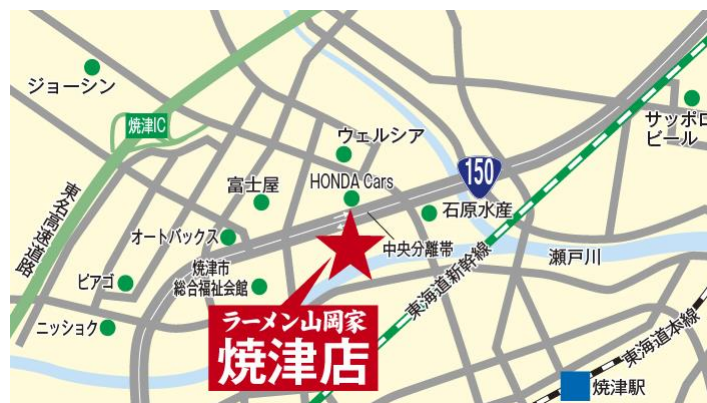 ジョーシン
焼津IC
ウェルシア
150
サッポロ
ビール
富士屋
HONDA Cars
石原水産
東名高速道路
オートバックス
中央分離帯
瀬戸川
ピアゴ
焼津市
総合福祉会館
東海道新幹線
ニッショク
ラーメン山岡家
焼津店
東海道本線
焼津駅